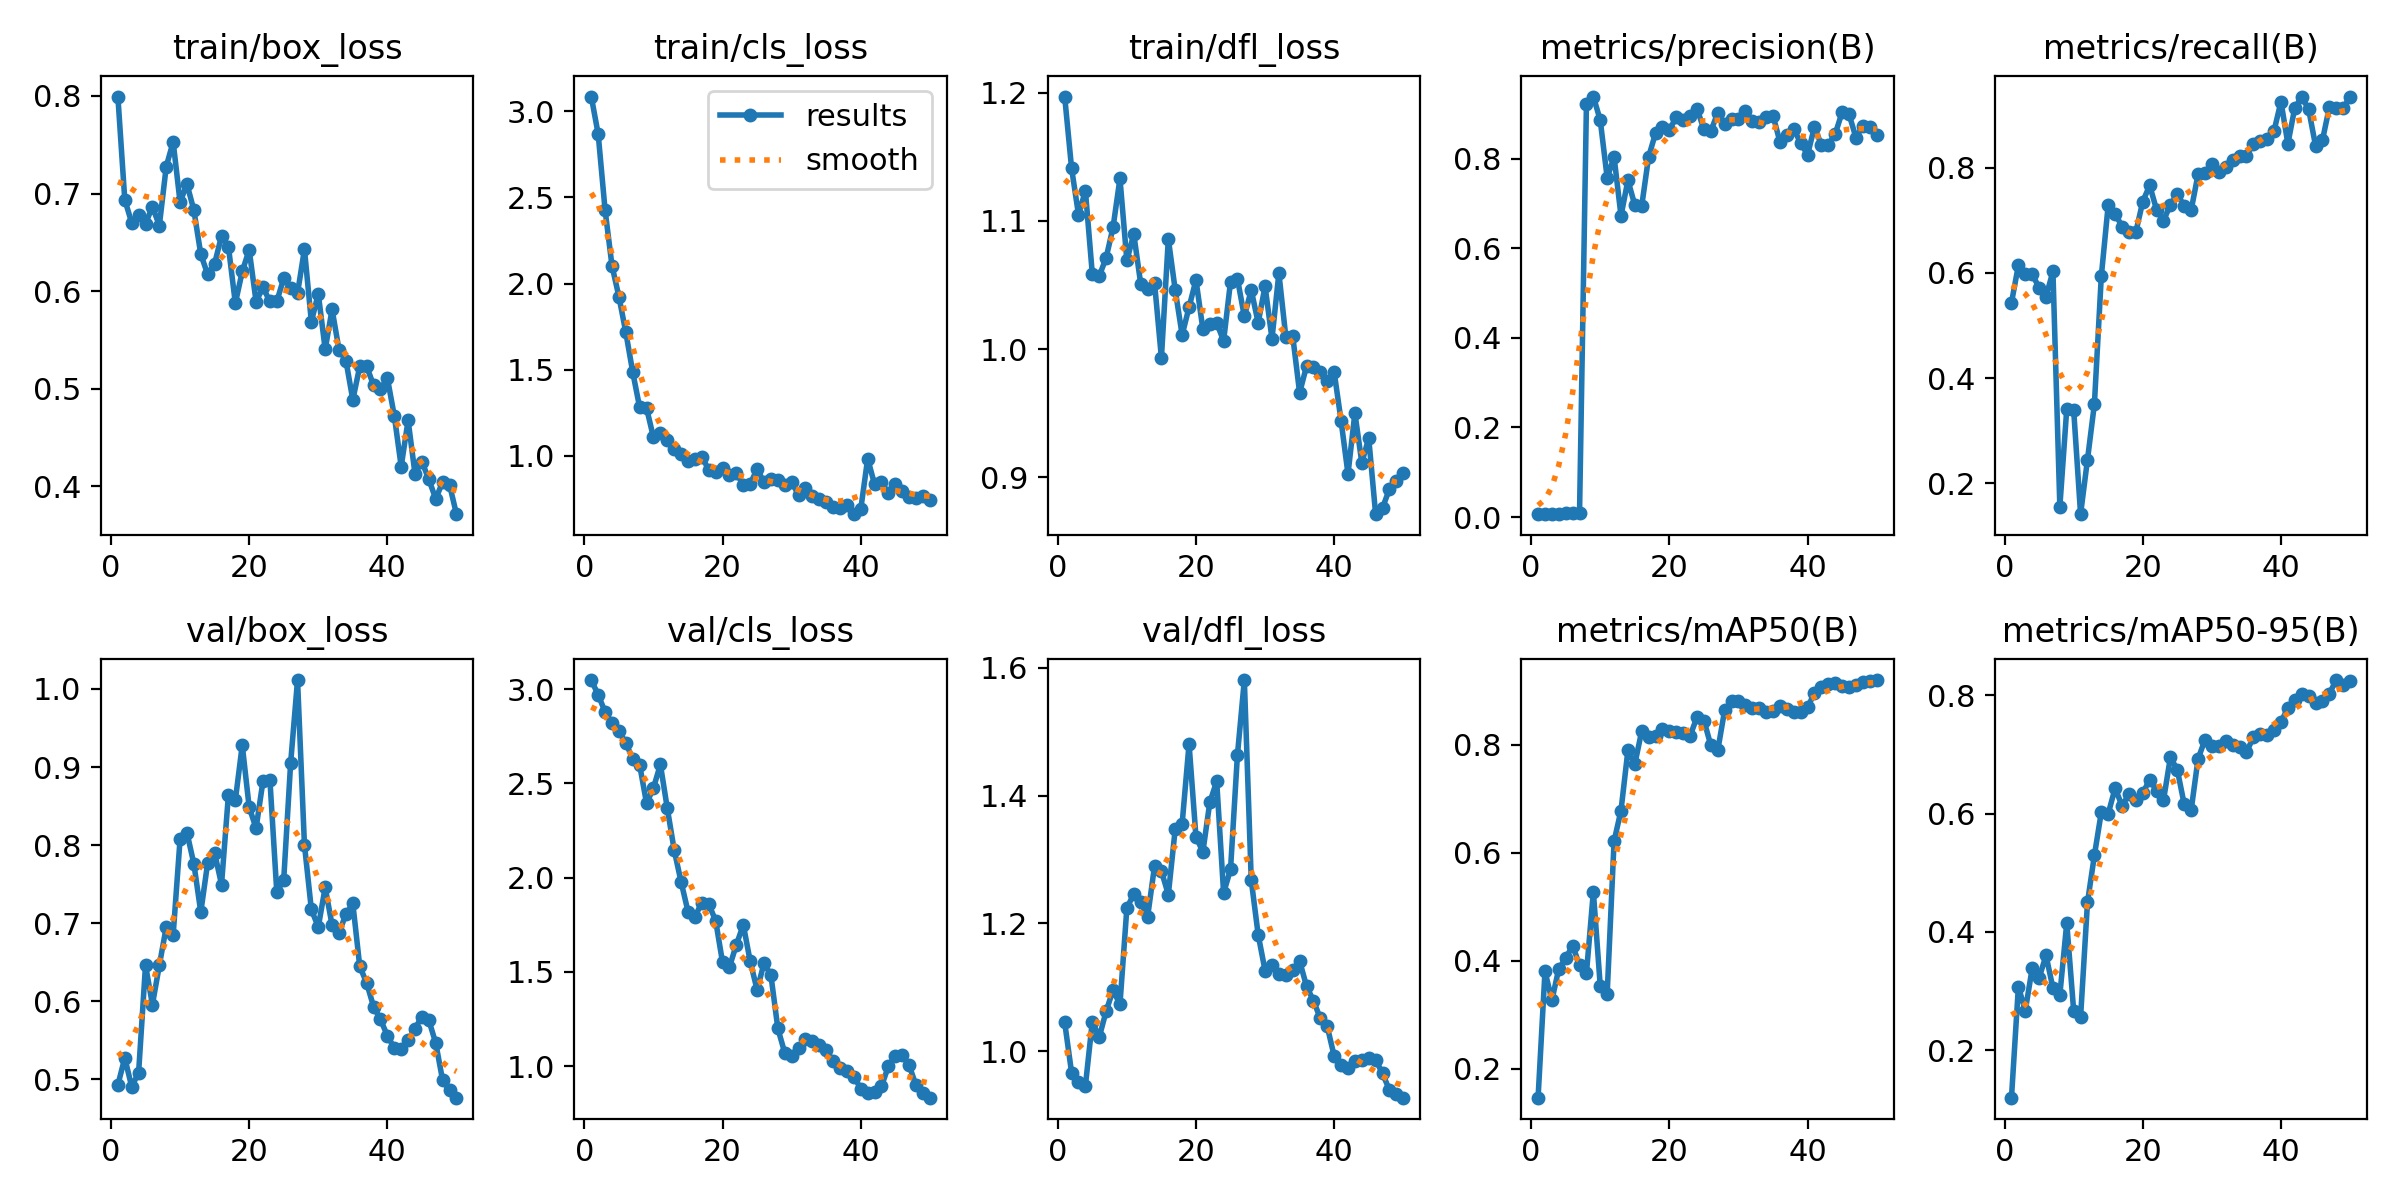 train/box_loss
0.8
0.7
0.6
0.5
0.4
0 20 40
train/cls_loss
results
smooth
3.0
2.5
2.0
1.5
1.0
0 20 40
train/dfl_loss
1.2
1.1
1.0
0.9
0 20 40
metrics/precision(B)
0.8
0.6
0.4
0.2
0.0
0 20 40
metrics/recall(B)
0.8
0.6
0.4
0.2
0 20 40
val/box_loss
1.0
0.9
0.8
0.7
0.6
0.5
0 20 40
val/cls_loss
3.0
2.5
2.0
1.5
1.0
0 20 40
val/dfl_loss
1.6
1.4
1.2
1.0
0 20 40
metrics/mAP50(B)
0.8
0.6
0.4
0.2
0 20 40
metrics/mAP50-95(B)
0.8
0.6
0.4
0.2
0 20 40